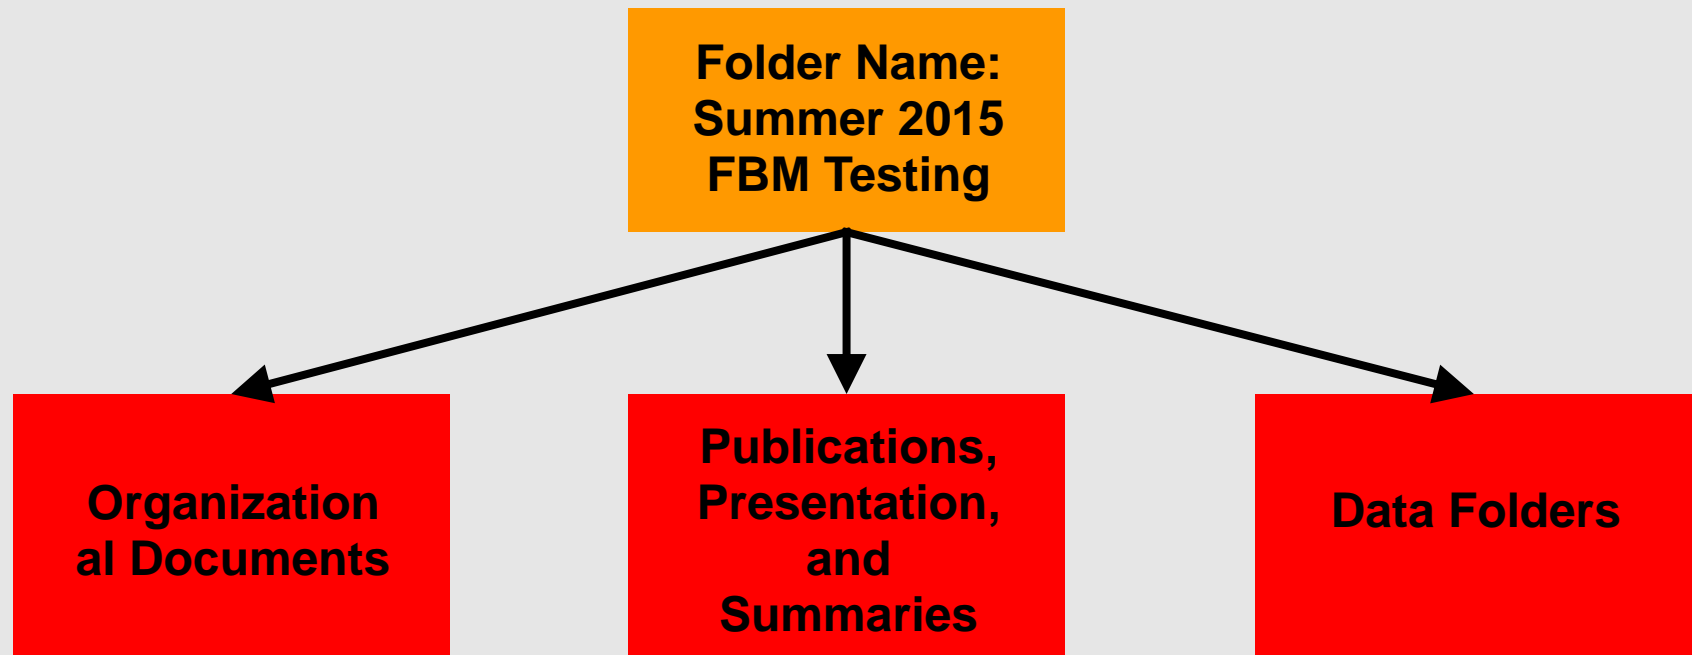 Folder Name:
Summer 2015
FBM Testing
Organization
al Documents
Publications,
Presentation,
and
Summaries
Data Folders